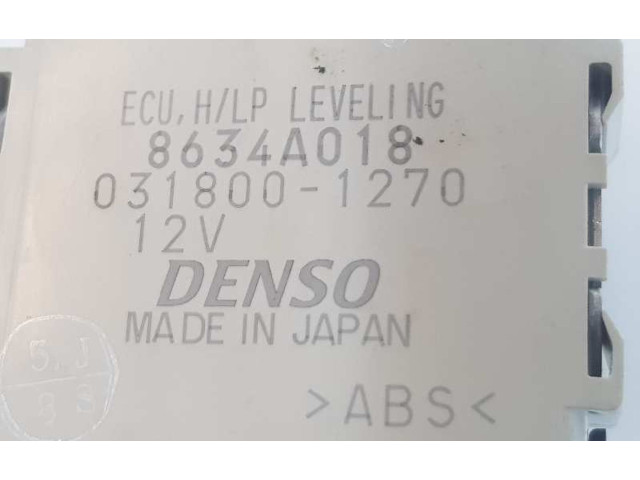 ECU, H/LP LEVELING
8634A018
031800-1270
12V
DENSO
MADE IN JAPAN
>ABS<